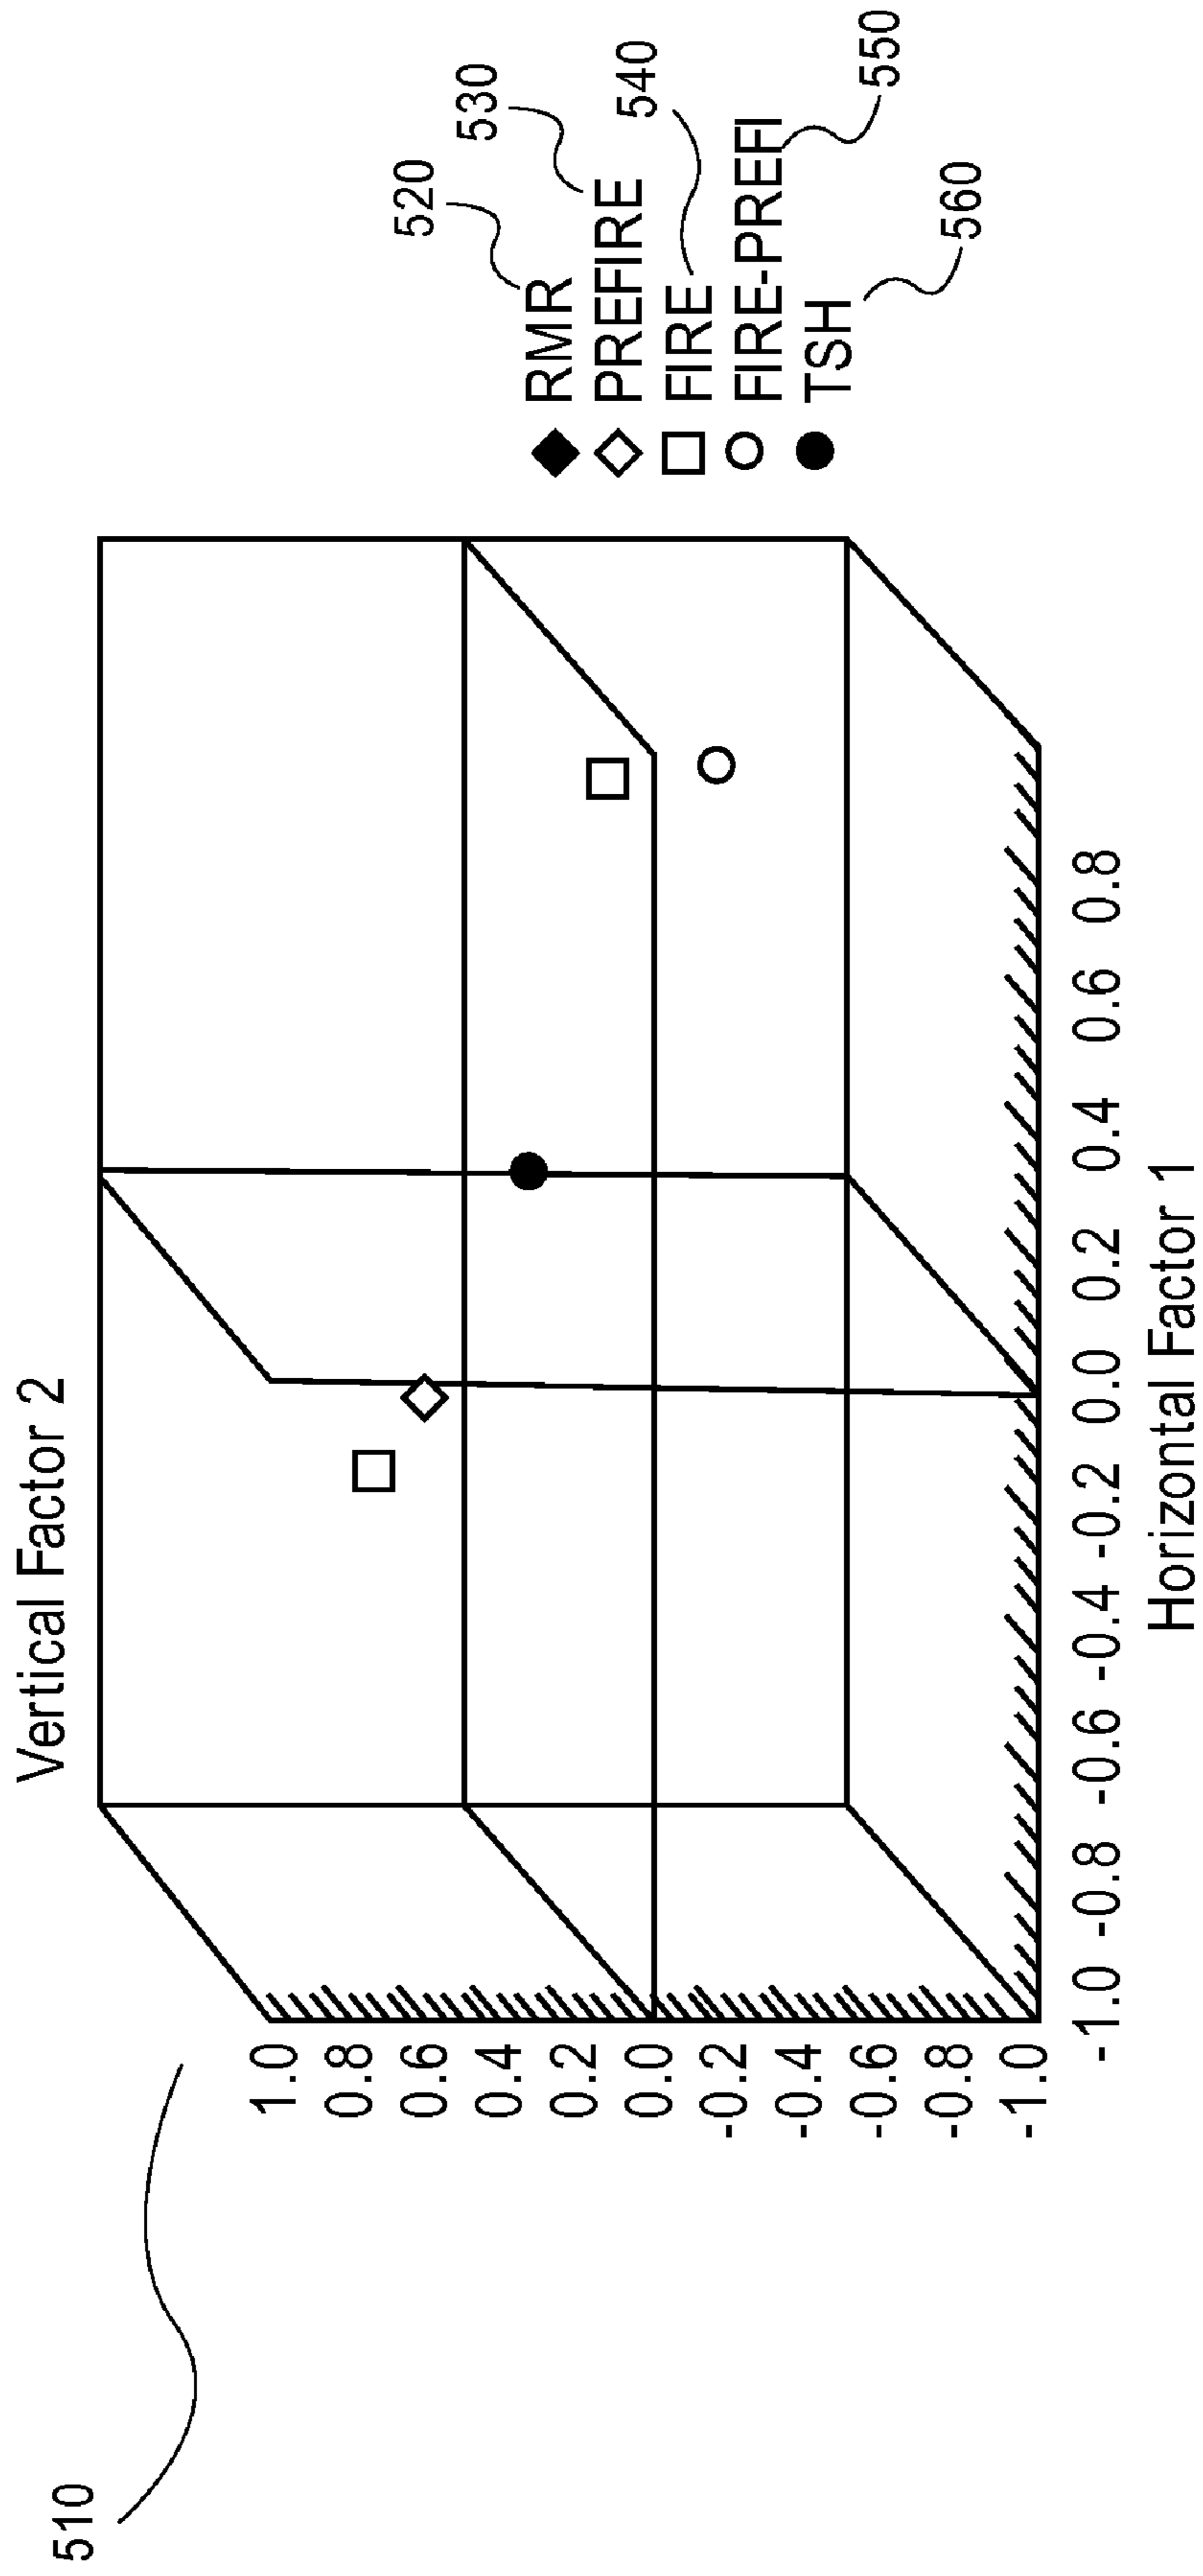 510
Vertical Factor 2
1.0
0.8
0.6
0.4
0.2
0.0
-0.2
-0.4
-0.6
-0.8
-1.0
-1.0 -0.8 -0.6 -0.4 -0.2 0.0 0.2 0.4 0.6 0.8
Horizontal Factor 1
RMR 520
PREFIRE 530
FIRE 540
FIRE-PREFI 550
TSH 560